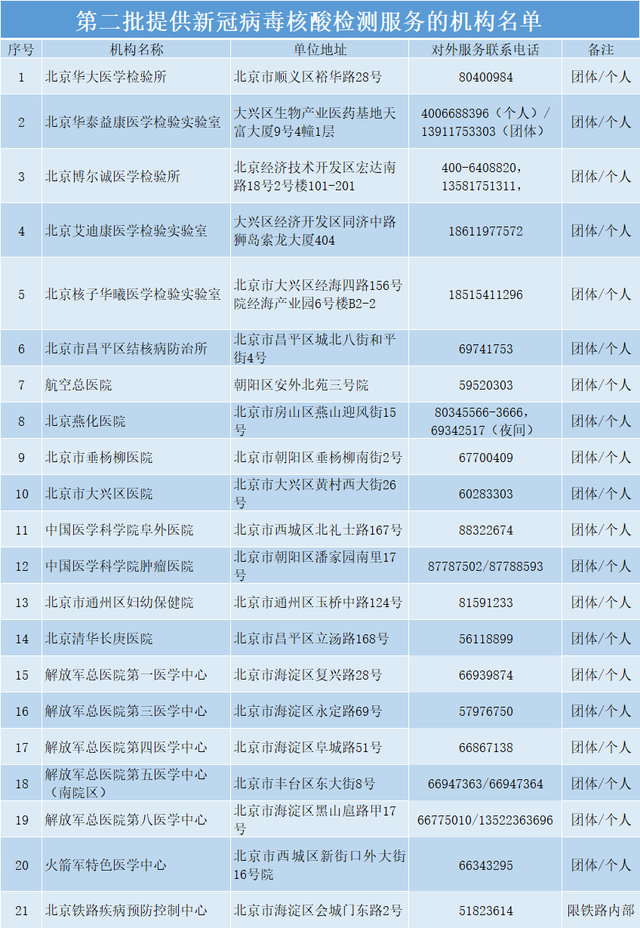 第二批提供新冠病毒核酸检测服务的机构名单
序号 机构名称 单位地址 对外服务联系电话 备注
1 北京华大医学检验所 北京市顺义区裕华路28号 80400984 团体/个人
2 北京华泰益康医学检验实验室 大兴区生物产业医药基地天 4006688396（个人）/ 团体/个人
富大厦9号4幢1层 13911753303（团体）
3 北京博尔诚医学检验所 北京经济技术开发区宏达南 400-6408820， 团体/个人
路18号2号楼101-201 13581751311，
4 北京艾迪康医学检验实验室 大兴区经济开发区同济中路 18611977572 团体/个人
狮岛索龙大厦404
5 北京核子华曦医学检验实验室 北京市大兴区经海四路156号 18515411296 团体/个人
院经海产业园6号楼B2-2
6 北京市昌平区结核病防治所 北京市昌平区城北八街和平 69741753 团体/个人
街4号
7 航空总医院 朝阳区安外北苑三号院 59520303 团体/个人
8 北京燕化医院 北京市房山区燕山迎风街15 80345566-3666， 团体/个人
号 69342517（夜间）
9 北京市垂杨柳医院 北京市朝阳区垂杨柳南街2号 67700409 团体/个人
10 北京市大兴区医院 北京市大兴区黄村西大街26 60283303 团体/个人
号
11 中国医学科学院阜外医院 北京市西城区北礼士路167号 88322674 团体/个人
12 中国医学科学院肿瘤医院 北京市朝阳区潘家园南里17 87787502/87788593 团体/个人
号
13 北京市通州区妇幼保健院 北京市通州区玉桥中路124号 81591233 团体/个人
14 北京清华长庚医院 北京市昌平区立汤路168号 56118899 团体/个人
15 解放军总医院第一医学中心 北京市海淀区复兴路28号 66939874 团体/个人
16 解放军总医院第三医学中心 北京市海淀区永定路69号 57976750 团体/个人
17 解放军总医院第四医学中心 北京市海淀区阜城路51号 66867138 团体/个人
18 解放军总医院第五医学中心 北京市丰台区东大街8号 66947363/66947364 团体/个人
（南院区）
19 解放军总医院第八医学中心 北京市海淀区黑山扈路甲17 66775010/13522363696 团体/个人
号
20 火箭军特色医学中心 北京市西城区新街口外大街 66343295 团体/个人
16号院
21 北京铁路疾病预防控制中心 北京市海淀区会城门东路2号 51823614 限铁路内部